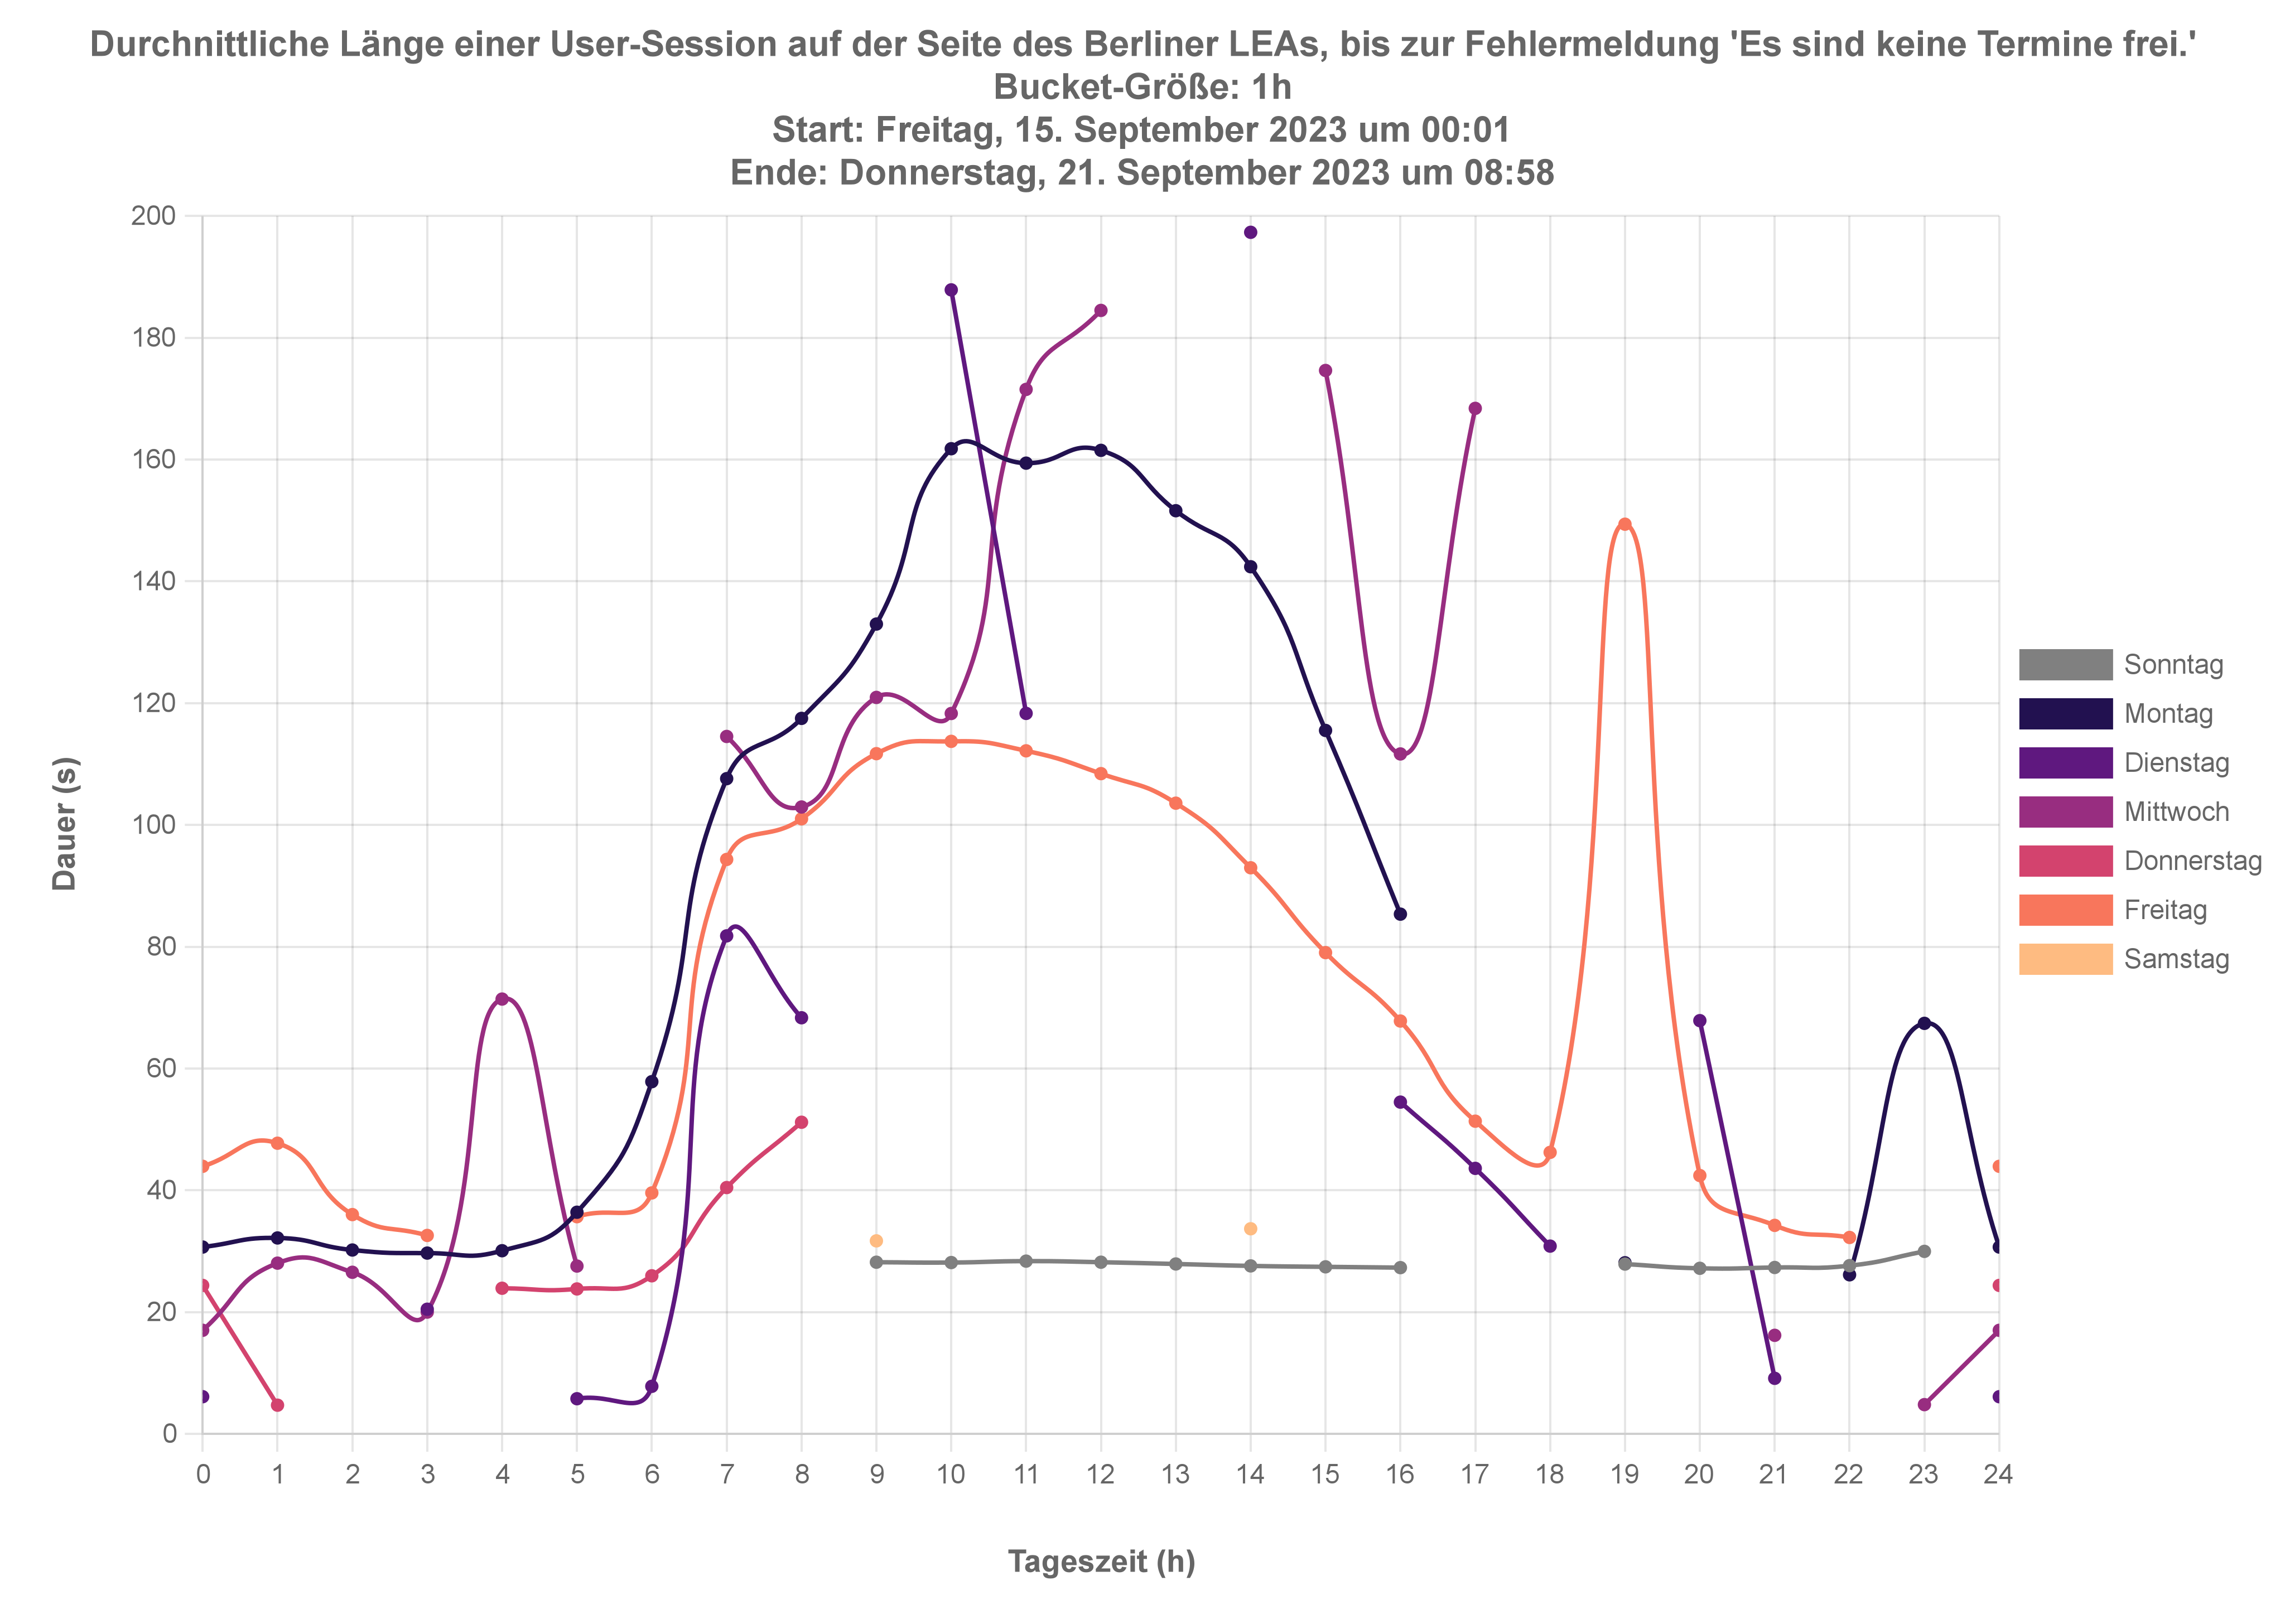 Durchnittliche Länge einer User-Session auf der Seite des Berliner LEAs, bis zur Fehlermeldung 'Es sind keine Termine frei.'
Bucket-Größe: 1h
Start: Freitag, 15. September 2023 um 00:01
Ende: Donnerstag, 21. September 2023 um 08:58
200
180
160
140
120
100
80
60
40
20
0
Dauer (s)
0 1 2 3 4 5 6 7 8 9 10 11 12 13 14 15 16 17 18 19 20 21 22 23 24
Tageszeit (h)
Sonntag
Montag
Dienstag
Mittwoch
Donnerstag
Freitag
Samstag